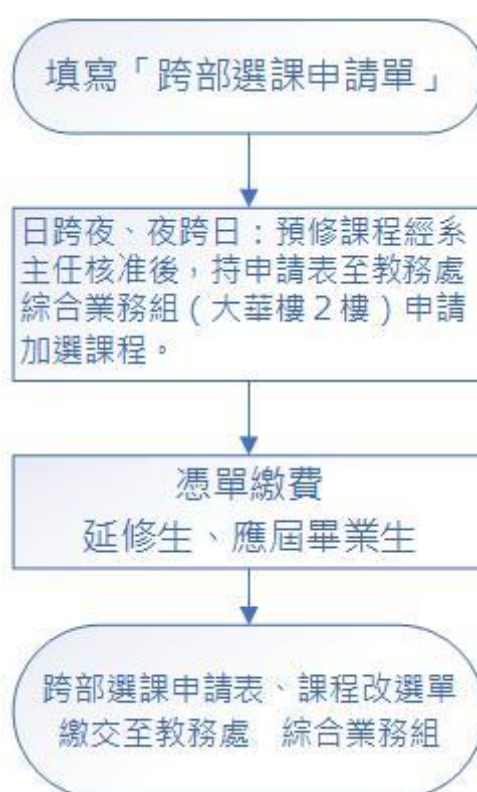 填寫「跨部選課申請單」
日跨夜、夜跨日：預修課程經系
主任核准後，持申請表至教務處
綜合業務組（大華樓２樓）申請
加選課程。
憑單繳費
延修生、應屆畢業生
跨部選課申請表、課程改選單
繳交至教務處　綜合業務組